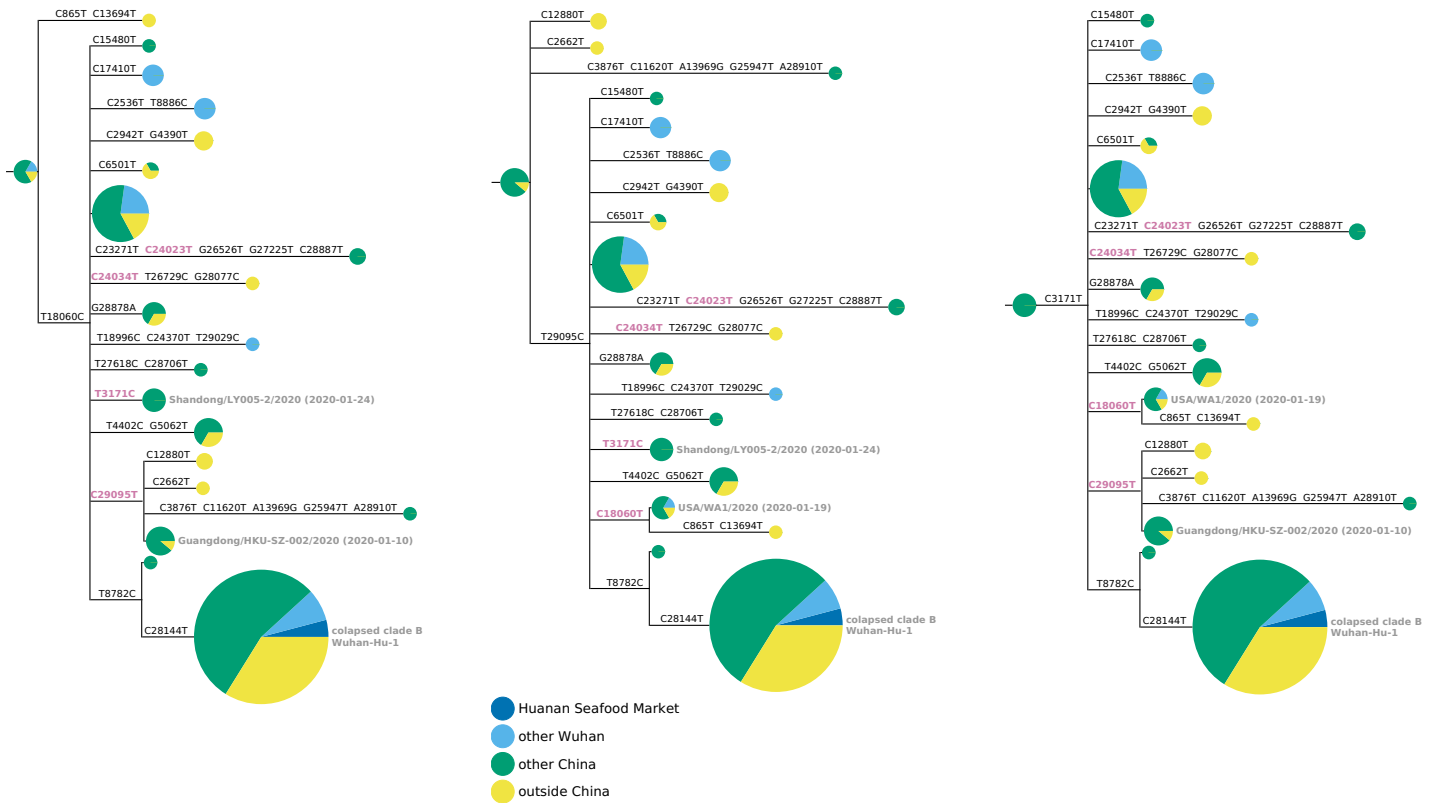 C865T C13694T
C15480T
C17410T
C2536T T8886C
C2942T G4390T
C6501T
C23271T C24023T G26526T G27225T C28887T
C24034T T26729C G28077C
G28878A
T18060C
T18996C C24370T T29029C
T27618C C28706T
T3171C Shandong/LY005-2/2020 (2020-01-24)
T4402C G5062T
C12880T
C2662T
C29095T
C3876T C11620T A13969G G25947T A28910T
Guangdong/HKU-SZ-002/2020 (2020-01-10)
T8782C
C28144T
colapsed clade B
Wuhan-Hu-1
C12880T
C2662T
C3876T C11620T A13969G G25947T A28910T
C15480T
C17410T
C2536T T8886C
C2942T G4390T
C6501T
C23271T C24023T G26526T G27225T C28887T
C24034T T26729C G28077C
T29095C
G28878A
T18996C C24370T T29029C
T27618C C28706T
T3171C Shandong/LY005-2/2020 (2020-01-24)
T4402C G5062T
USA/WA1/2020 (2020-01-19)
C18060T
C865T C13694T
T8782C
C28144T
colapsed clade B
Wuhan-Hu-1
C15480T
C17410T
C2536T T8886C
C2942T G4390T
C6501T
C23271T C24023T G26526T G27225T C28887T
C24034T T26729C G28077C
G28878A
C3171T
T18996C C24370T T29029C
T27618C C28706T
T4402C G5062T
USA/WA1/2020 (2020-01-19)
C18060T
C865T C13694T
C12880T
C2662T
C29095T
C3876T C11620T A13969G G25947T A28910T
Guangdong/HKU-SZ-002/2020 (2020-01-10)
T8782C
C28144T
colapsed clade B
Wuhan-Hu-1
Huanan Seafood Market
other Wuhan
other China
outside China